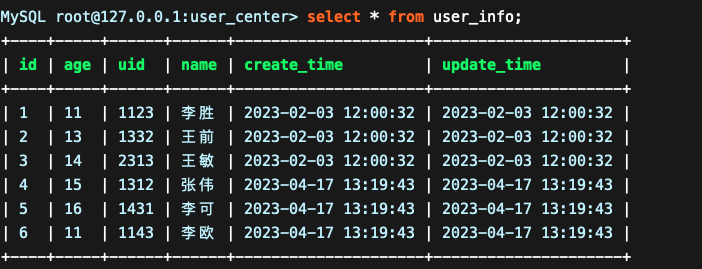 MySQL root@127.0.0.1:user_center> select * from user_info;
+----+-----+------+------+---------------------+---------------------+
| id | age | uid  | name | create_time         | update_time         |
+----+-----+------+------+---------------------+---------------------+
| 1  | 11  | 1123 | 李胜 | 2023-02-03 12:00:32 | 2023-02-03 12:00:32 |
| 2  | 13  | 1332 | 王前 | 2023-02-03 12:00:32 | 2023-02-03 12:00:32 |
| 3  | 14  | 2313 | 王敏 | 2023-02-03 12:00:32 | 2023-02-03 12:00:32 |
| 4  | 15  | 1312 | 张伟 | 2023-04-17 13:19:43 | 2023-04-17 13:19:43 |
| 5  | 16  | 1431 | 李可 | 2023-04-17 13:19:43 | 2023-04-17 13:19:43 |
| 6  | 11  | 1143 | 李欧 | 2023-04-17 13:19:43 | 2023-04-17 13:19:43 |
+----+-----+------+------+---------------------+---------------------+